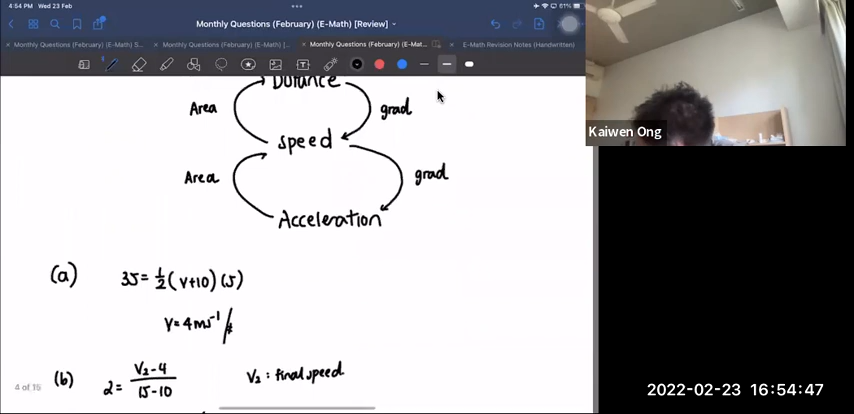 4:54 PM Wed 23 Feb
61%
Monthly Questions (February) (E-Math) [Review]
Monthly Questions (February) (E-Math) S...
Monthly Questions (February) (E-Math) [...
Monthly Questions (February) (E-Mat...
E-Math Revision Notes (Handwritten)
Kaiwen Ong
Distance
Area
grad
speed
Area
grad
Acceleration
(a) 35 = 1/2 (v+10) (5)
v = 4 ms⁻¹ //
(b) 2 = (V₂ - 4)/(15 - 10) V₂ : final speed
4 of 15
2022-02-23 16:54:47